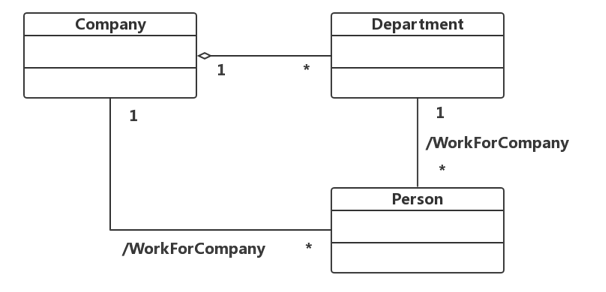 Company
Department
1
*
1
1
/WorkForCompany
*
Person
/WorkForCompany
*